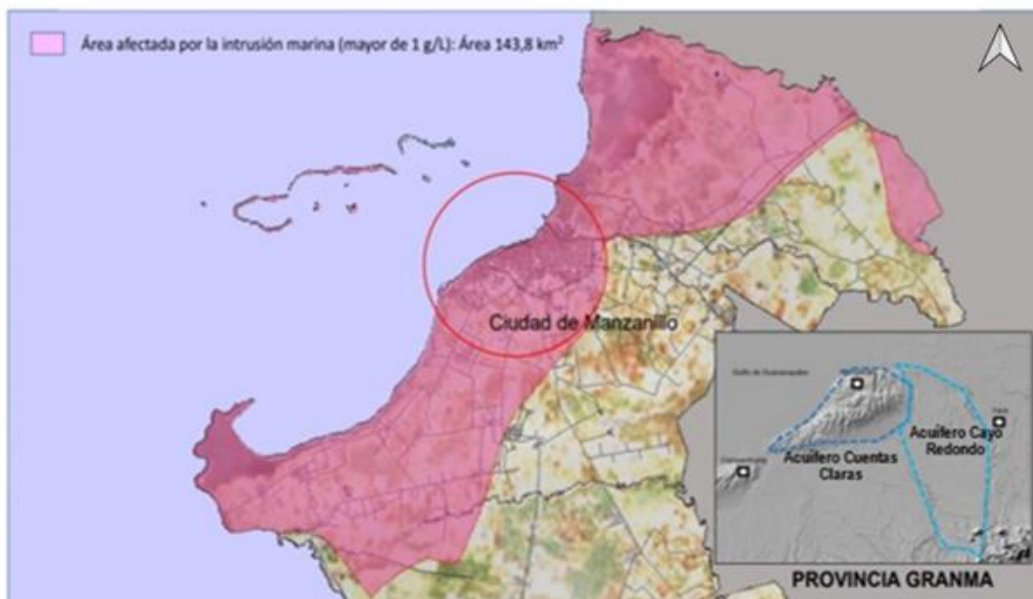 Área afectada por la intrusión marina (mayor de 1 g/L): Área 143,8 km²
Ciudad de Manzanillo
Golfo de Guacanayabo
Yara
Acuífero Cayo
Redondo
Acuífero Cuentas
Claras
PROVINCIA GRANMA